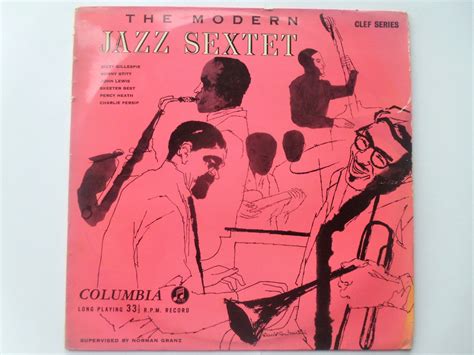 THE MODERN
CLEF SERIES
JAZZ SEXTET
DIZZY GILLESPIE
SONNY STITT
JOHN LEWIS
SKEETER BEST
PERCY HEATH
CHARLIE PERSIP
COLUMBIA
LONG PLAYING 33⅓ R.P.M. RECORD
SUPERVISED BY NORMAN GRANZ